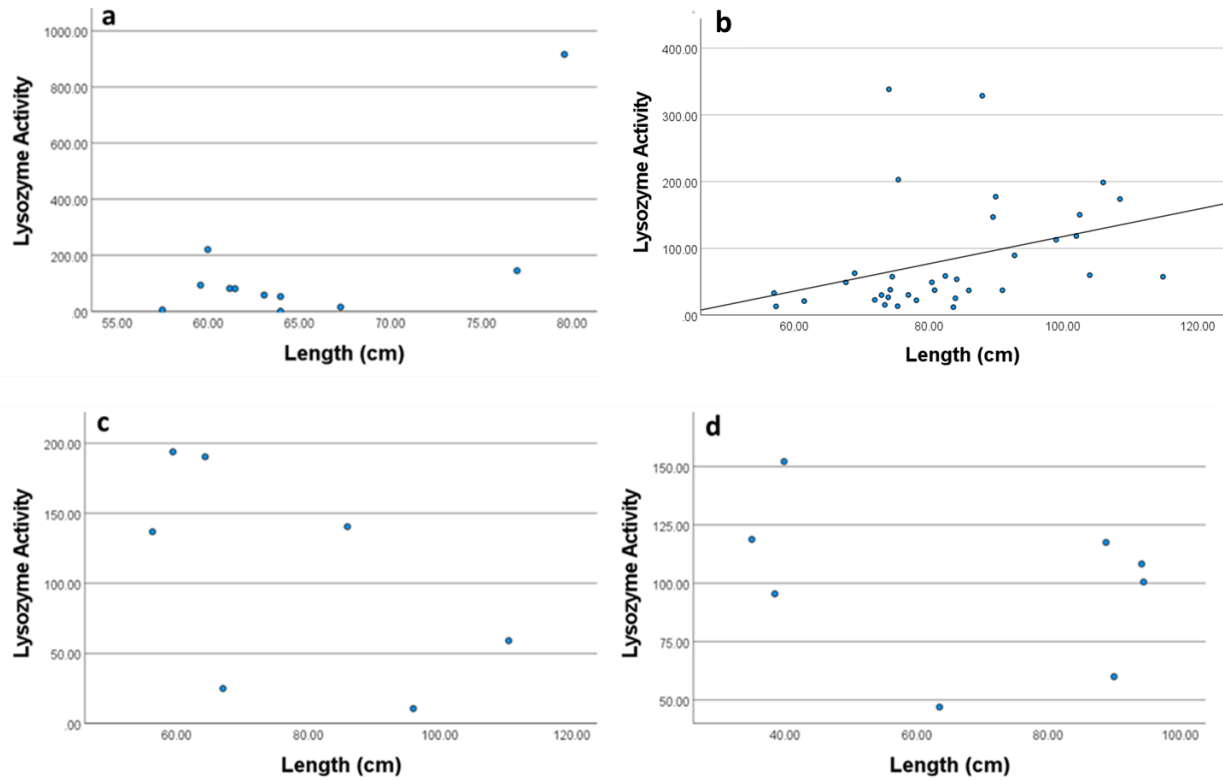 a
1000.00
800.00
600.00
400.00
200.00
.00
Lysozyme Activity
55.00 60.00 65.00 70.00 75.00 80.00
Length (cm)
b
400.00
300.00
200.00
100.00
.00
Lysozyme Activity
60.00 80.00 100.00 120.00
Length (cm)
c
200.00
150.00
100.00
50.00
.00
Lysozyme Activity
60.00 80.00 100.00 120.00
Length (cm)
d
150.00
125.00
100.00
75.00
50.00
Lysozyme Activity
40.00 60.00 80.00 100.00
Length (cm)